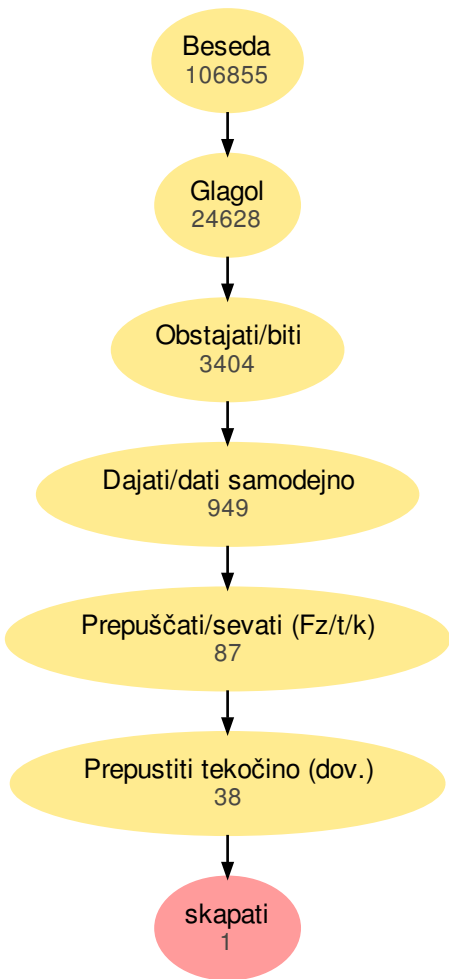 Beseda
106855
Glagol
24628
Obstajati/biti
3404
Dajati/dati samodejno
949
Prepuščati/sevati (Fz/t/k)
87
Prepustiti tekočino (dov.)
38
skapati
1